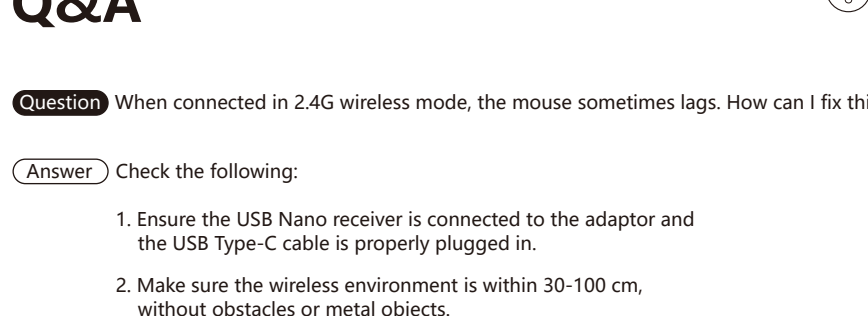 Q&A
Question When connected in 2.4G wireless mode, the mouse sometimes lags. How can I fix
Answer Check the following:
1. Ensure the USB Nano receiver is connected to the adaptor and
the USB Type-C cable is properly plugged in.
2. Make sure the wireless environment is within 30-100 cm,
without obstacles or metal objects.